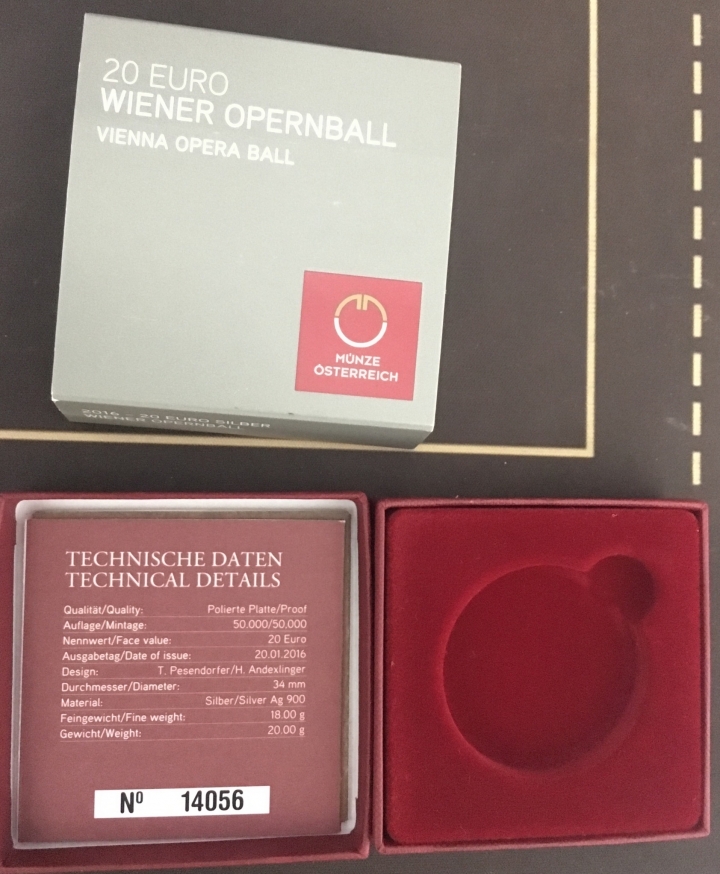 20 EURO
WIENER OPERNBALL
VIENNA OPERA BALL
MÜNZE
ÖSTERREICH
2016 20 EURO SILBER
WIENER OPERNBALL
TECHNISCHE DATEN
TECHNICAL DETAILS
Qualität/Quality: Polierte Platte/Proof
Auflage/Mintage: 50.000/50,000
Nennwert/Face value: 20 Euro
Ausgabetag/Date of issue: 20.01.2016
Design: T. Pesendorfer/H. Andexlinger
Durchmesser/Diameter: 34 mm
Material: Silber/Silver Ag 900
Feingewicht/Fine weight: 18.00 g
Gewicht/Weight: 20.00 g
Nº 14056